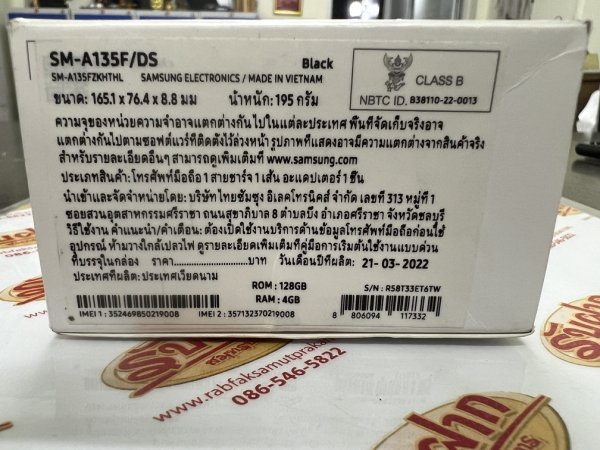 SM-A135F/DS Black
SM-A135FZKHTHL SAMSUNG ELECTRONICS / MADE IN VIETNAM
CLASS B
NBTC ID. B38110-22-0013
ขนาด: 165.1 x 76.4 x 8.8 มม น้ำหนัก: 195 กรัม
ความจุของหน่วยความจำอาจแตกต่างกันไปในแต่ละประเทศ พื้นที่จัดเก็บจริงอาจ
แตกต่างกันไปตามซอฟต์แวร์ที่ติดตั้งไว้ล่วงหน้า รูปภาพที่แสดงอาจมีความแตกต่างจากสินค้าจริง
สำหรับรายละเอียดอื่นๆ สามารถดูเพิ่มเติมที่ www.samsung.com
ประเภทสินค้า: โทรศัพท์มือถือ 1 สายชาร์จ 1 เส้น อะแดปเตอร์ 1 ชิ้น
นำเข้าและจัดจำหน่ายโดย: บริษัทไทยซัมซุง อิเลคโทรนิคส์ จำกัด เลขที่ 313 หมู่ที่ 1
ซอยสวนอุตสาหกรรมศรีราชา ถนนสุขาภิบาล 8 ตำบลบึง อำเภอศรีราชา จังหวัดชลบุรี
วิธีใช้งาน คำแนะนำ/คำเตือน: ต้องเปิดใช้งานบริการด้านข้อมูลโทรศัพท์มือถือก่อนใช้
อุปกรณ์ ห้ามวางใกล้เปลวไฟ ดูรายละเอียดเพิ่มเติมที่คู่มือการเริ่มต้นใช้งานแบบด่วน
ที่บรรจุในกล่อง ราคา:..........................บาท วันเดือนปีที่ผลิต: 21-03-2022
ประเทศที่ผลิต: ประเทศเวียดนาม
ROM : 128GB
RAM : 4GB
S/N : R58T33ET6TW
IMEI 1 : 352469850219008 IMEI 2 : 357132370219008
8 806094 117332
www.rabfaksamutprak
086-546-5822
รับฝาก